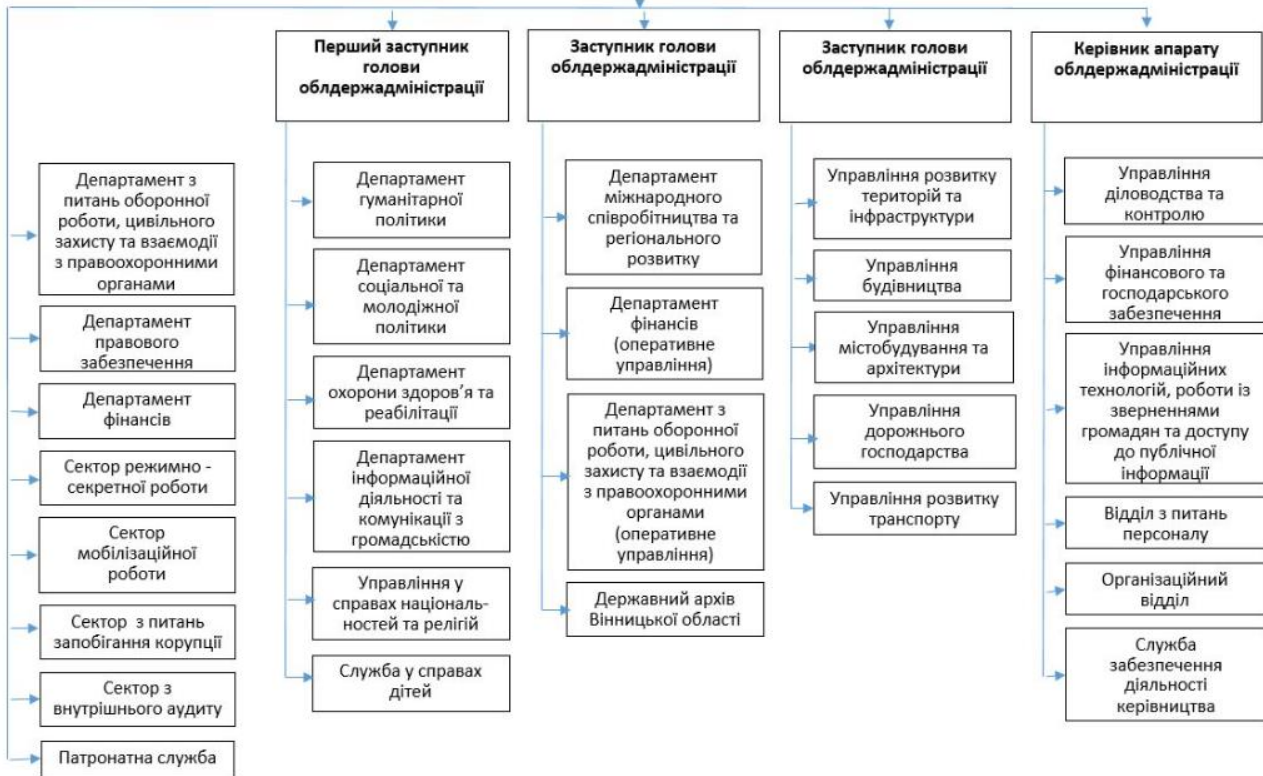 Перший заступник
голови
облдержадміністрації
Заступник голови
облдержадміністрації
Заступник голови
облдержадміністрації
Керівник апарату
облдержадміністрації
Департамент з
питань оборонної
роботи, цивільного
захисту та взаємодії
з правоохоронними
органами
Департамент
правового
забезпечення
Департамент
фінансів
Сектор режимно -
секретної роботи
Сектор
мобілізаційної
роботи
Сектор з питань
запобігання корупції
Сектор з
внутрішнього аудиту
Патронатна служба
Департамент
гуманітарної
політики
Департамент
соціальної та
молодіжної
політики
Департамент
охорони здоров’я та
реабілітації
Департамент
інформаційної
діяльності та
комунікації з
громадськістю
Управління у
справах національ-
ностей та релігій
Служба у справах
дітей
Департамент
міжнародного
співробітництва та
регіонального
розвитку
Департамент
фінансів
(оперативне
управління)
Департамент з
питань оборонної
роботи, цивільного
захисту та взаємодії
з правоохоронними
органами
(оперативне
управління)
Державний архів
Вінницької області
Управління розвитку
територій та
інфраструктури
Управління
будівництва
Управління
містобудування та
архітектури
Управління
дорожнього
господарства
Управління розвитку
транспорту
Управління
діловодства та
контролю
Управління
фінансового та
господарського
забезпечення
Управління
інформаційних
технологій, роботи із
зверненнями
громадян та доступу
до публічної
інформації
Відділ з питань
персоналу
Організаційний
відділ
Служба
забезпечення
діяльності
керівництва